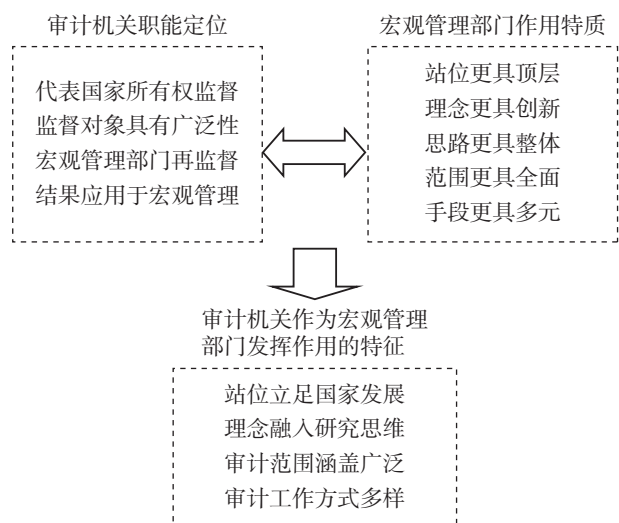 审计机关职能定位
代表国家所有权监督
监督对象具有广泛性
宏观管理部门再监督
结果应用于宏观管理
宏观管理部门作用特质
站位更具顶层
理念更具创新
思路更具整体
范围更具全面
手段更具多元
审计机关作为宏观管理
部门发挥作用的特征
站位立足国家发展
理念融入研究思维
审计范围涵盖广泛
审计工作方式多样